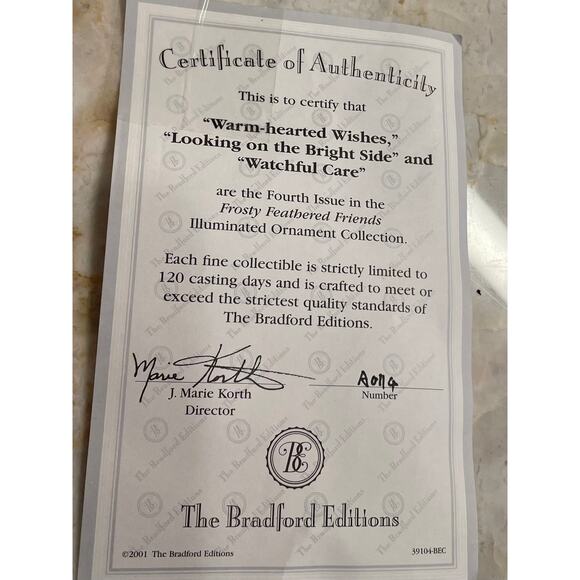 Certificate of Authenticity
This is to certify that
“Warm-hearted Wishes,”
“Looking on the Bright Side” and
“Watchful Care”
are the Fourth Issue in the
Frosty Feathered Friends
Illuminated Ornament Collection.
Each fine collectible is strictly limited to
120 casting days and is crafted to meet or
exceed the strictest quality standards of
The Bradford Editions.
Marie Korth
J. Marie Korth
Director
Number
BE
The Bradford Editions
©2001 The Bradford Editions
39104-BEC